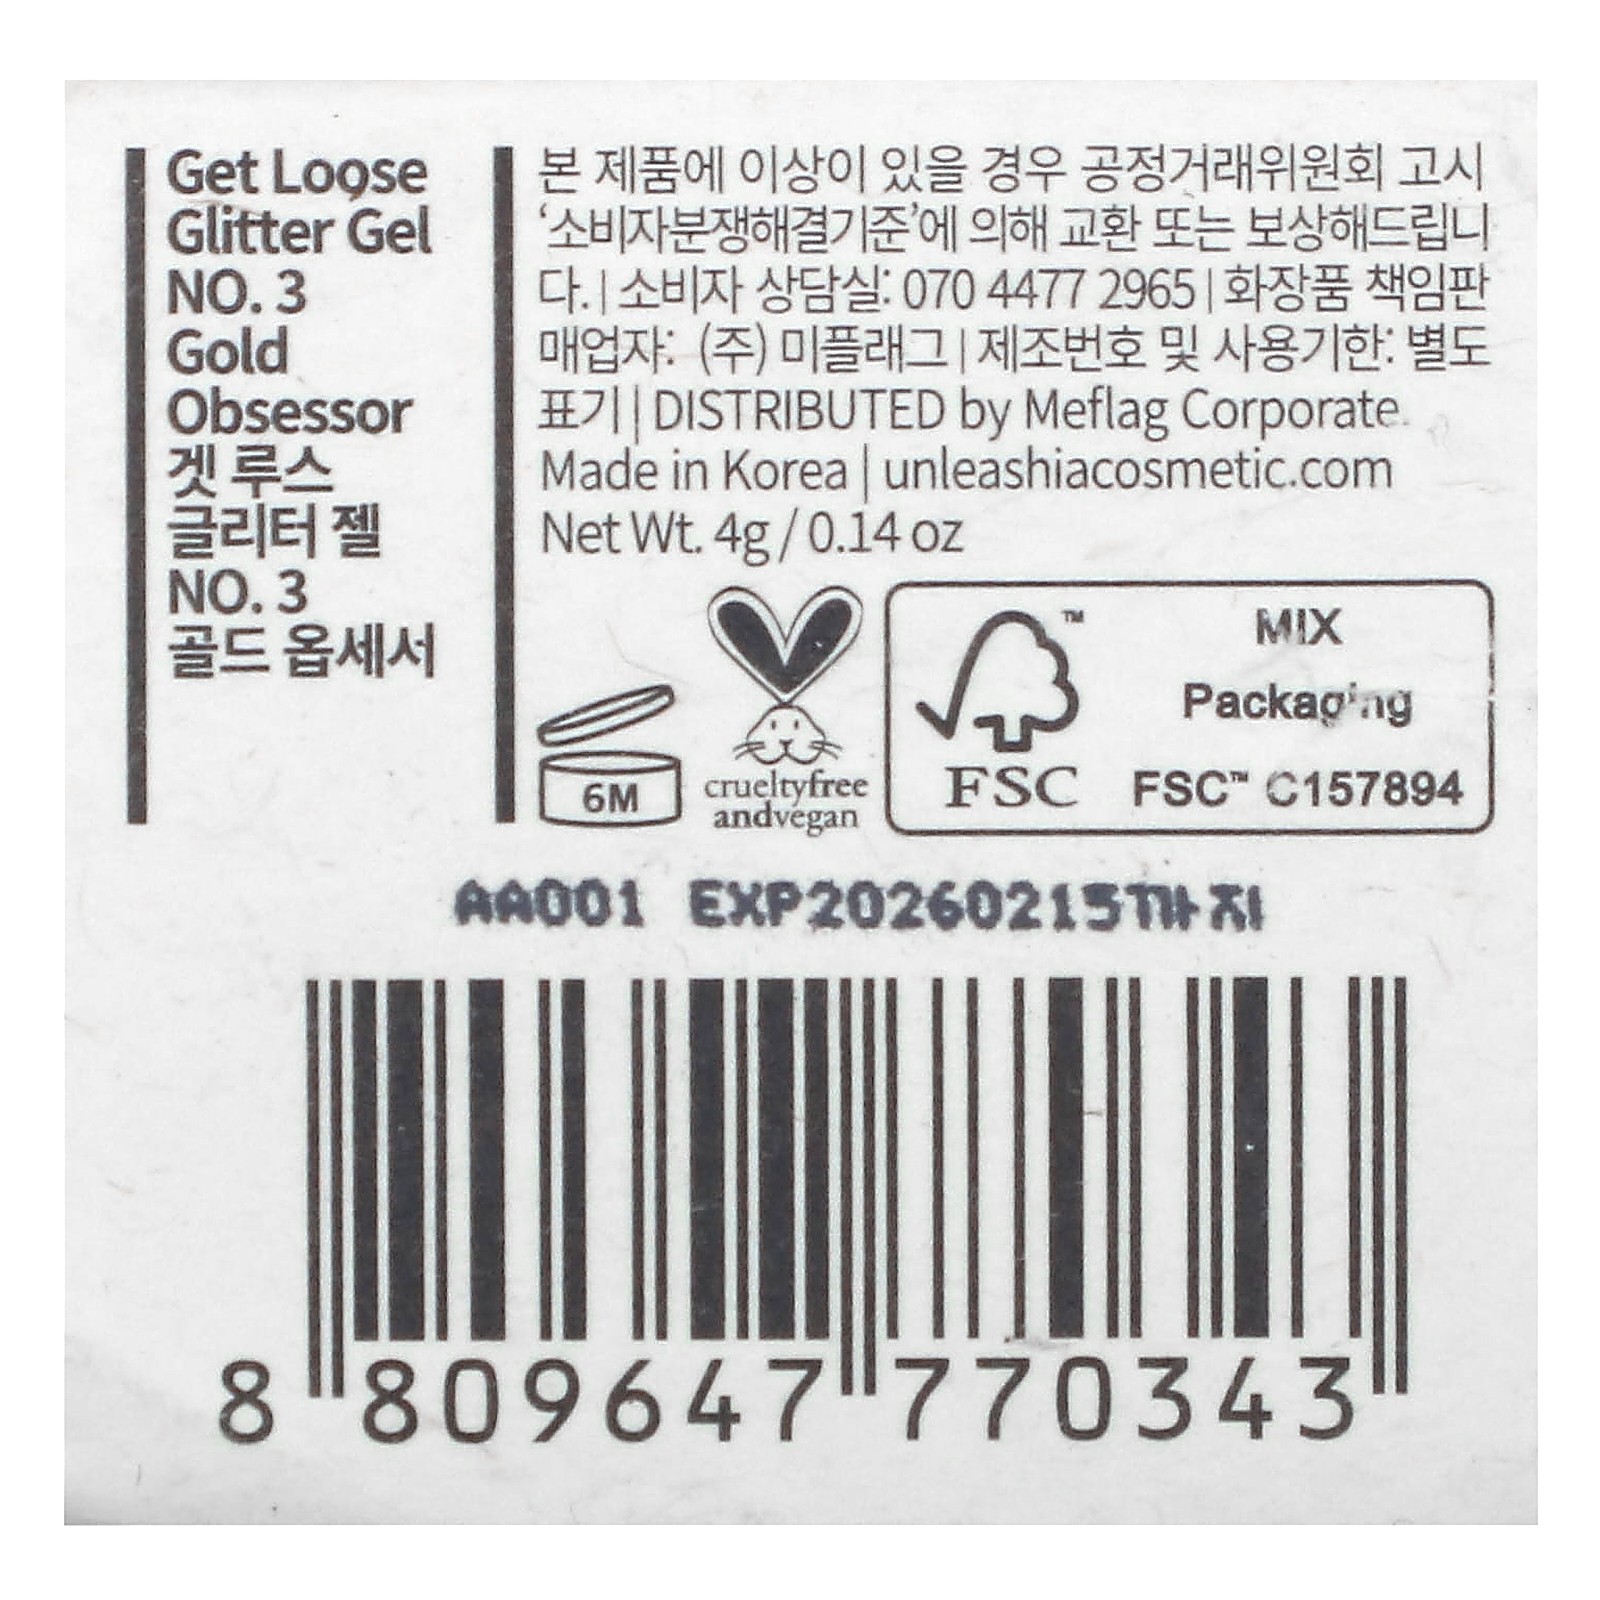 Get Loose
Glitter Gel
NO. 3
Gold
Obsessor
겟 루스
글리터 젤
NO. 3
골드 옵세서
본 제품에 이상이 있을 경우 공정거래위원회 고시
‘소비자분쟁해결기준’에 의해 교환 또는 보상해드립니
다. | 소비자 상담실: 070 4477 2965 | 화장품 책임판
매업자: (주) 미플래그 | 제조번호 및 사용기한: 별도
표기 | DISTRIBUTED by Meflag Corporate.
Made in Korea | unleashiacosmetic.com
Net Wt. 4g / 0.14 oz
6M
crueltyfree
andvegan
FSC
™
MIX
Packaging
FSC™ C157894
AA001 EXP20260215까지
8 809647 770343